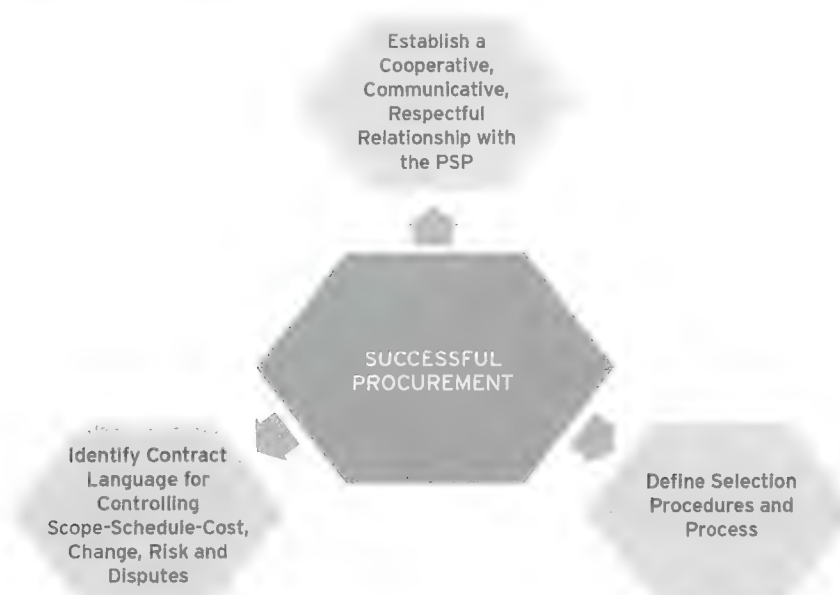 Establish a
Cooperative,
Communicative,
Respectful
Relationship with
the PSP
SUCCESSFUL
PROCUREMENT
Identify Contract
Language for
Controlling
Scope-Schedule-Cost,
Change, Risk and
Disputes
Define Selection
Procedures and
Process